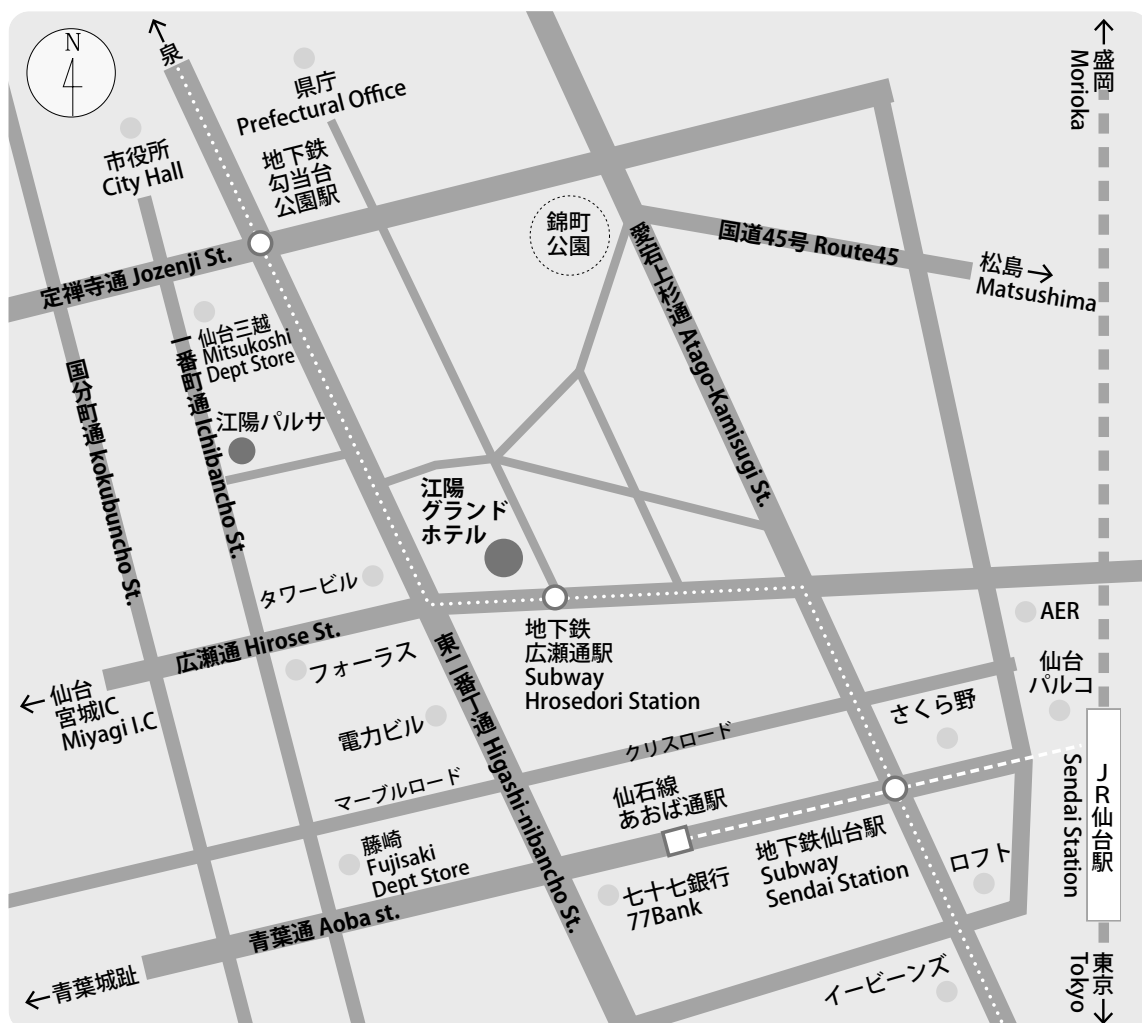 N
←泉
県庁
Prefectural Office
市役所
City Hall
地下鉄
勾当台
公園駅
↑
盛岡
Morioka
錦町
公園
国道45号 Route45
松島→
Matsushima
定禅寺通 Jozenji St.
愛宕上杉通 Atago-Kamisugi St.
仙台三越
Mitsukoshi
Dept Store
国分町通 kokubuncho St.
一番町通 Ichibancho St.
江陽パルサ
江陽
グランド
ホテル
タワービル
広瀬通 Hirose St.
←仙台
宮城IC
Miyagi I.C
フォーラス
電力ビル
東二番丁通 Higashi-nibancho St.
地下鉄
広瀬通駅
Subway
Hrosedori Station
AER
仙台
パルコ
さくら野
クリスロード
マーブルロード
仙石線
あおば通駅
藤崎
Fujisaki
Dept Store
地下鉄仙台駅
Subway
Sendai Station
JR仙台駅
Sendai Station
ロフト
七十七銀行
77Bank
青葉通 Aoba st.
←青葉城趾
イービーンズ
東京
Tokyo
↓